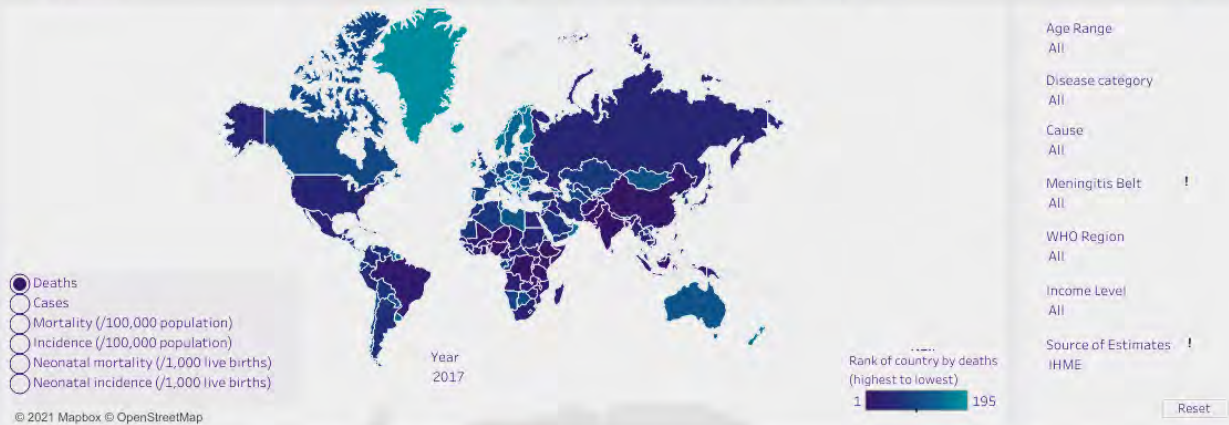 Age Range
All
Disease category
All
Cause
All
Meningitis Belt !
All
WHO Region
All
Income Level
All
Source of Estimates !
IHME
Reset
Deaths
Cases
Mortality (/100,000 population)
Incidence (/100,000 population)
Neonatal mortality (/1,000 live births)
Neonatal incidence (/1,000 live births)
Year
2017
Rank of country by deaths
(highest to lowest)
1 195
© 2021 Mapbox © OpenStreetMap